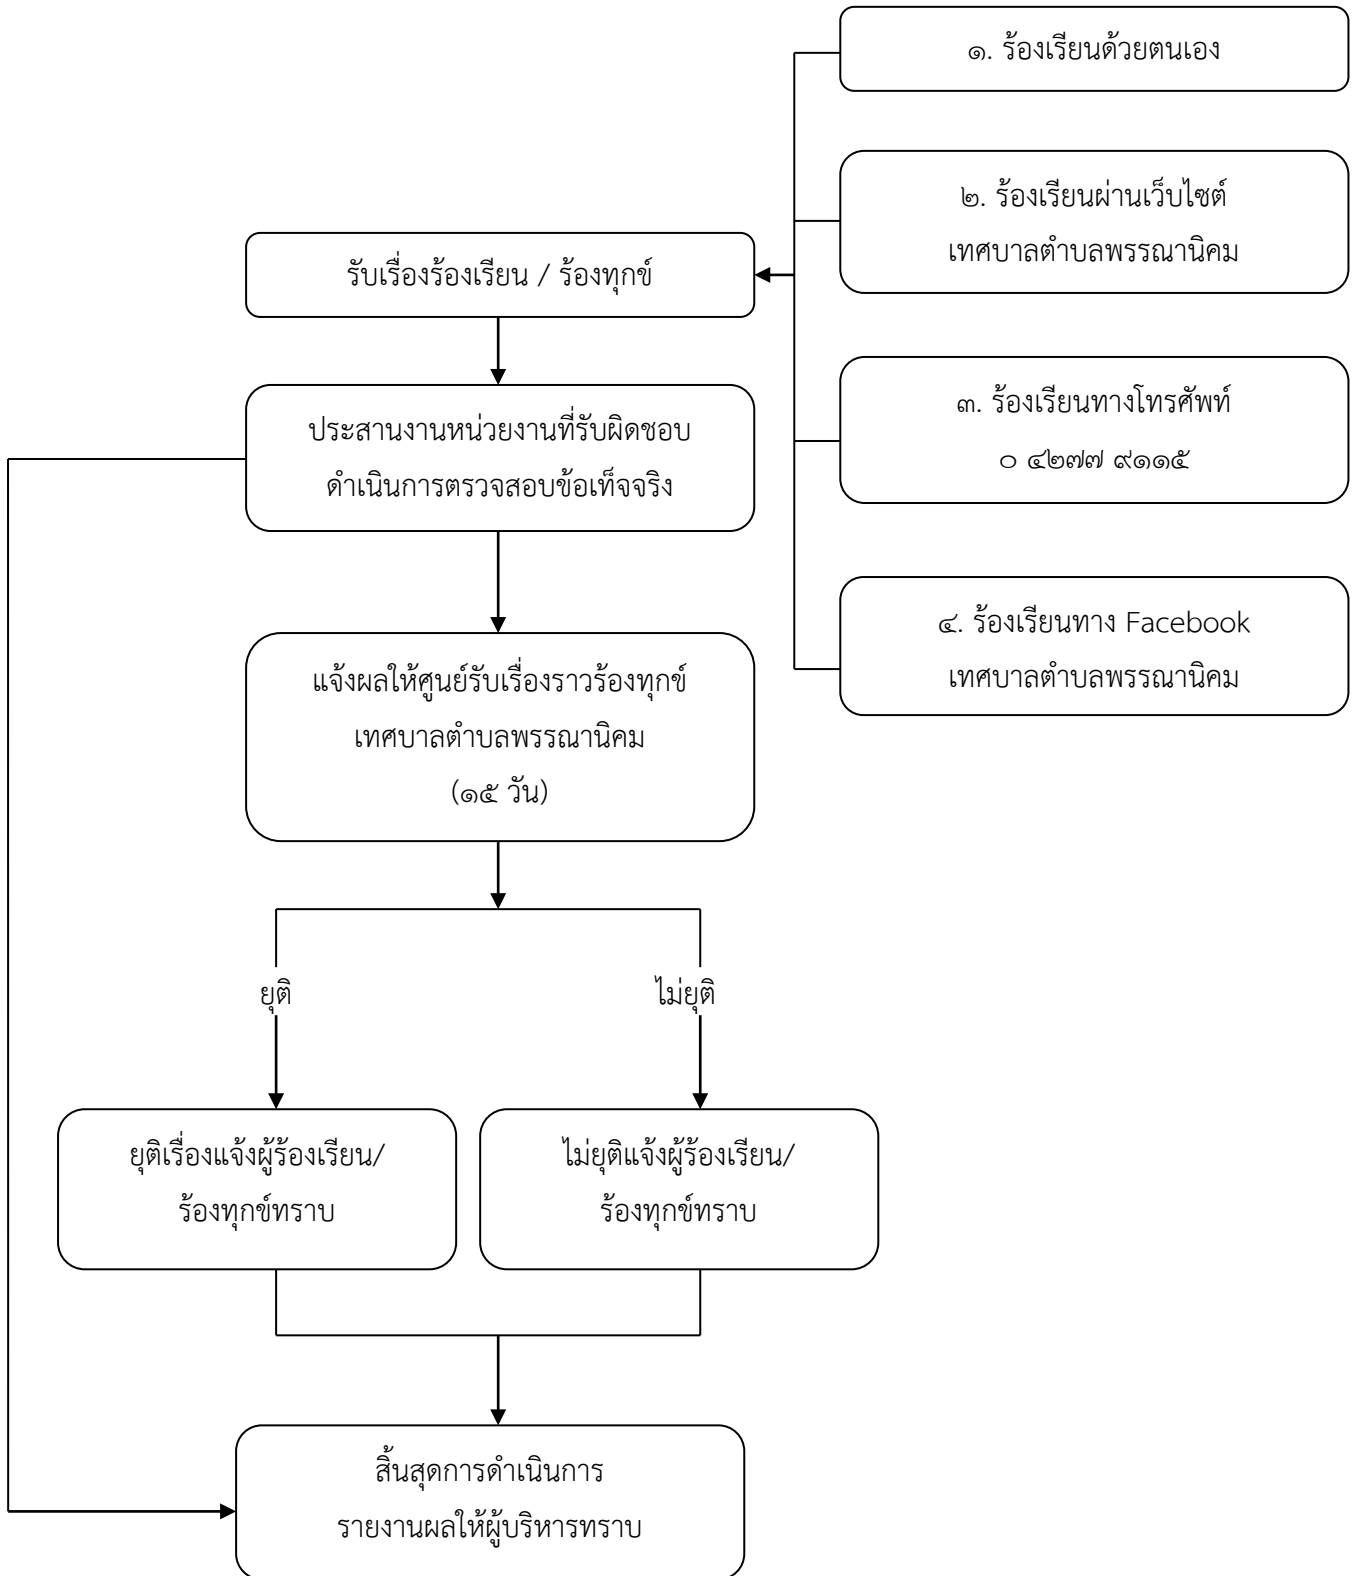 ๑. ร้องเรียนด้วยตนเอง
๒. ร้องเรียนผ่านเว็บไซต์
เทศบาลตำบลพรรณานิคม
รับเรื่องร้องเรียน / ร้องทุกข์
๓. ร้องเรียนทางโทรศัพท์
๐ ๔๒๗๗ ๙๑๑๕
ประสานงานหน่วยงานที่รับผิดชอบ
ดำเนินการตรวจสอบข้อเท็จจริง
๔. ร้องเรียนทาง Facebook
เทศบาลตำบลพรรณานิคม
แจ้งผลให้ศูนย์รับเรื่องราวร้องทุกข์
เทศบาลตำบลพรรณานิคม
(๑๕ วัน)
ยุติ
ไม่ยุติ
ยุติเรื่องแจ้งผู้ร้องเรียน/
ร้องทุกข์ทราบ
ไม่ยุติแจ้งผู้ร้องเรียน/
ร้องทุกข์ทราบ
สิ้นสุดการดำเนินการ
รายงานผลให้ผู้บริหารทราบ